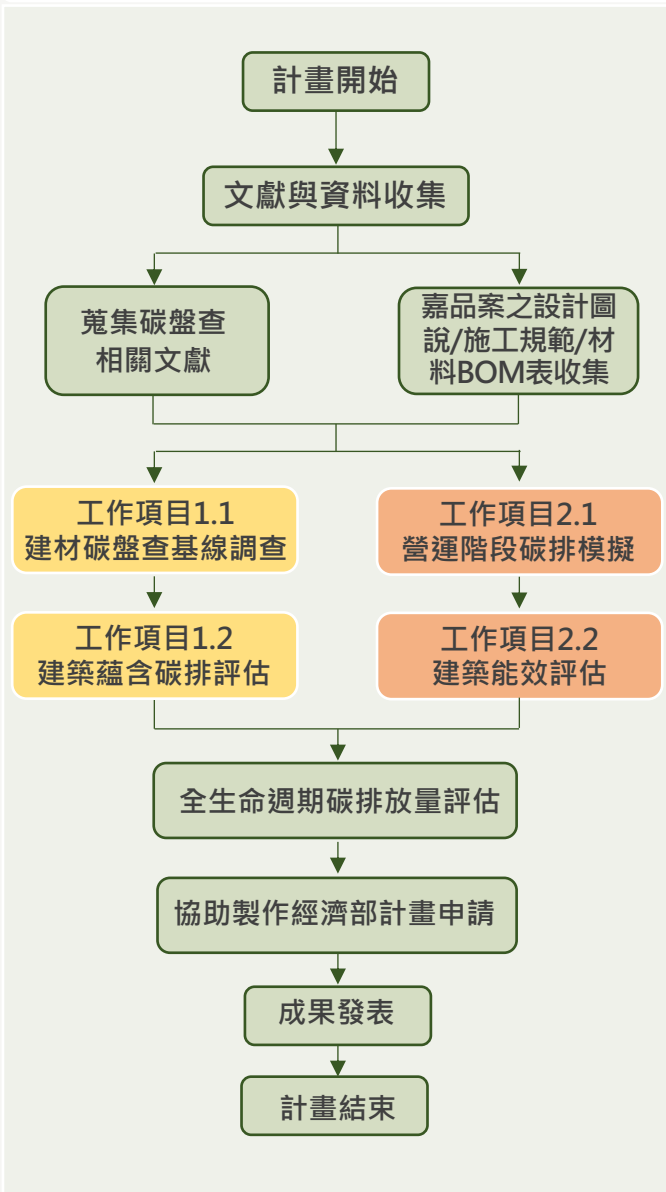 計畫開始
文獻與資料收集
蒐集碳盤查
相關文獻
嘉品案之設計圖
說/施工規範/材
料BOM表收集
工作項目1.1
建材碳盤查基線調查
工作項目2.1
營運階段碳排模擬
工作項目1.2
建築蘊含碳排評估
工作項目2.2
建築能效評估
全生命週期碳排放量評估
協助製作經濟部計畫申請
成果發表
計畫結束